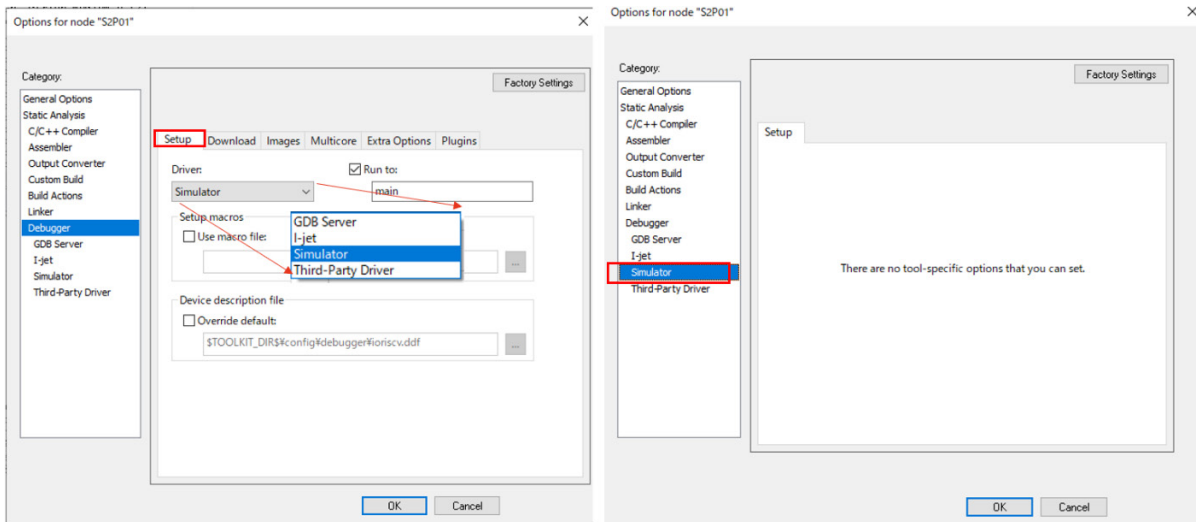 Options for node "S2P01"
Category:
Factory Settings
General Options
Static Analysis
C/C++ Compiler
Assembler
Output Converter
Custom Build
Build Actions
Linker
Debugger
GDB Server
I-jet
Simulator
Third-Party Driver
Setup Download Images Multicore Extra Options Plugins
Driver:
Run to:
Simulator
main
Setup macros
Use macro file:
...
GDB Server
I-jet
Simulator
Third-Party Driver
Device description file
Override default:
$TOOLKIT_DIR$¥config¥debugger¥ioriscv.ddf
...
OK Cancel
Options for node "S2P01"
Category:
Factory Settings
General Options
Static Analysis
C/C++ Compiler
Assembler
Output Converter
Custom Build
Build Actions
Linker
Debugger
GDB Server
I-jet
Simulator
Third-Party Driver
Setup
There are no tool-specific options that you can set.
OK Cancel